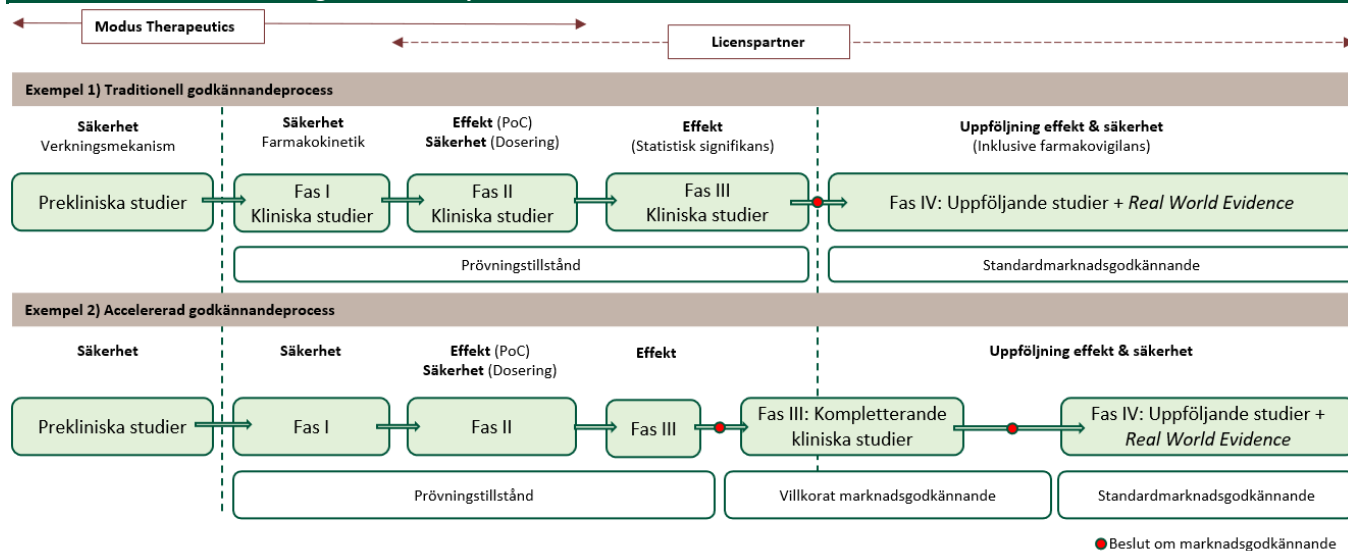 Modus Therapeutics
Licenspartner
Exempel 1) Traditionell godkännandeprocess
Säkerhet
Verkningsmekanism
Säkerhet
Farmakokinetik
Effekt (PoC)
Säkerhet (Dosering)
Effekt
(Statistisk signifikans)
Uppföljning effekt & säkerhet
(Inklusive farmakovigilans)
Prekliniska studier
Fas I
Kliniska studier
Fas II
Kliniska studier
Fas III
Kliniska studier
Fas IV: Uppföljande studier + Real World Evidence
Prövningstillstånd
Standardmarknadsgodkännande
Exempel 2) Accelererad godkännandeprocess
Säkerhet
Säkerhet
Effekt (PoC)
Säkerhet (Dosering)
Effekt
Uppföljning effekt & säkerhet
Prekliniska studier
Fas I
Fas II
Fas III
Fas III: Kompletterande
kliniska studier
Fas IV: Uppföljande studier +
Real World Evidence
Prövningstillstånd
Villkorat marknadsgodkännande
Standardmarknadsgodkännande
Beslut om marknadsgodkännande